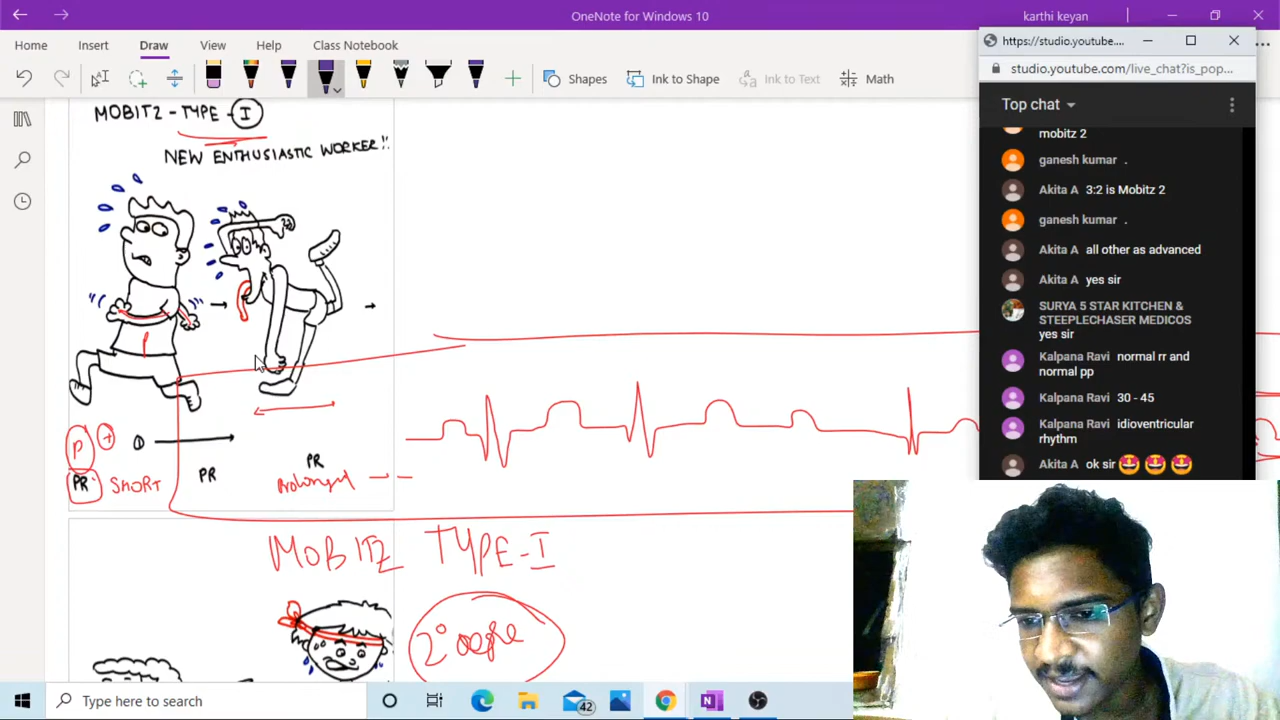 OneNote for Windows 10
karthi keyan
Home Insert Draw View Help Class Notebook
Shapes Ink to Shape Ink to Text Math
https://studio.youtube....
studio.youtube.com/live_chat?is_pop...
Top chat
mobitz 2
ganesh kumar .
Akita A 3:2 is Mobitz 2
ganesh kumar .
Akita A all other as advanced
Akita A yes sir
SURYA 5 STAR KITCHEN &
STEEPLECHASER MEDICOS
yes sir
Kalpana Ravi normal rr and
normal pp
Kalpana Ravi 30 - 45
Kalpana Ravi idioventricular
rhythm
Akita A ok sir 🤩🤩🤩
MOBITZ - TYPE - I
NEW ENTHUSIASTIC WORKER!!
P +
PR SHORT
PR
PR
Prolonged
MOBITZ TYPE-I
2°
Type here to search
42